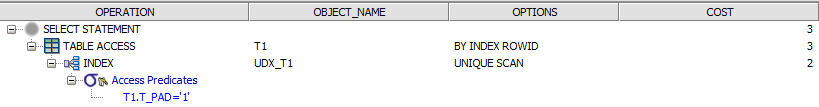 OPERATION OBJECT_NAME OPTIONS COST
SELECT STATEMENT 3
TABLE ACCESS T1 BY INDEX ROWID 3
INDEX UDX_T1 UNIQUE SCAN 2
Access Predicates
T1.T_PAD='1'